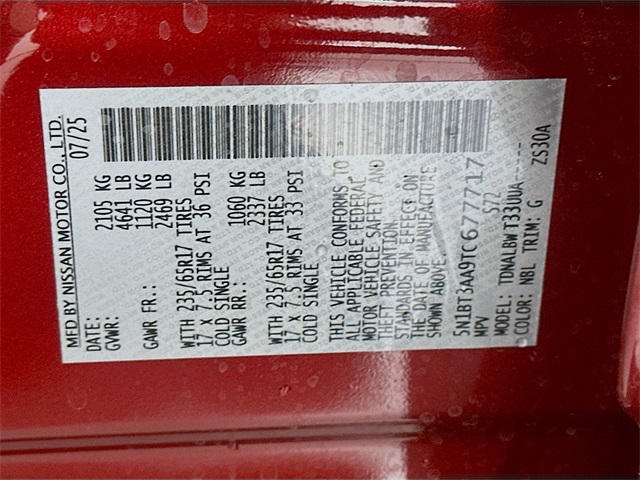 MFD BY NISSAN MOTOR CO., LTD.
DATE: 07/25
GVWR: 2105 KG
4641 LB
GAWR FR.: 1120 KG
2469 LB
WITH 235/65R17 TIRES
17 X 7.5 RIMS AT 36 PSI
COLD SINGLE
GAWR RR.: 1060 KG
2337 LB
WITH 235/65R17 TIRES
17 X 7.5 RIMS AT 33 PSI
COLD SINGLE
THIS VEHICLE CONFORMS TO
ALL APPLICABLE FEDERAL
MOTOR VEHICLE SAFETY AND
THEFT PREVENTION
STANDARDS IN EFFECT ON
THE DATE OF MANUFACTURE
SHOWN ABOVE.
5N1BT3AA9TC677717
MPV S72
MODEL: TDNALBW T33UUA------
COLOR: NBL TRIM: G ZS30A